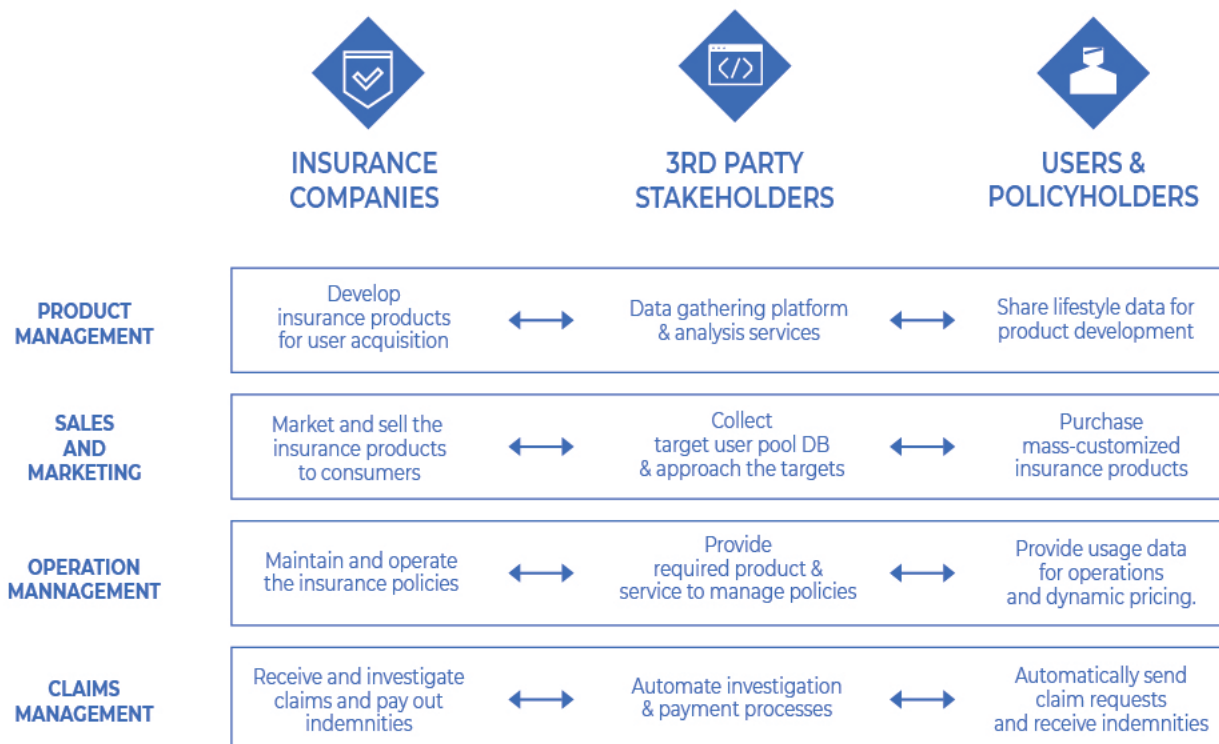 INSURANCE
COMPANIES
3RD PARTY
STAKEHOLDERS
USERS &
POLICYHOLDERS
PRODUCT
MANAGEMENT
Develop
insurance products
for user acquisition
Data gathering platform
& analysis services
Share lifestyle data for
product development
SALES
AND
MARKETING
Market and sell the
insurance products
to consumers
Collect
target user pool DB
& approach the targets
Purchase
mass-customized
insurance products
OPERATION
MANNAGEMENT
Maintain and operate
the insurance policies
Provide
required product &
service to manage policies
Provide usage data
for operations
and dynamic pricing.
CLAIMS
MANAGEMENT
Receive and investigate
claims and pay out
indemnities
Automate investigation
& payment processes
Automatically send
claim requests
and receive indemnities